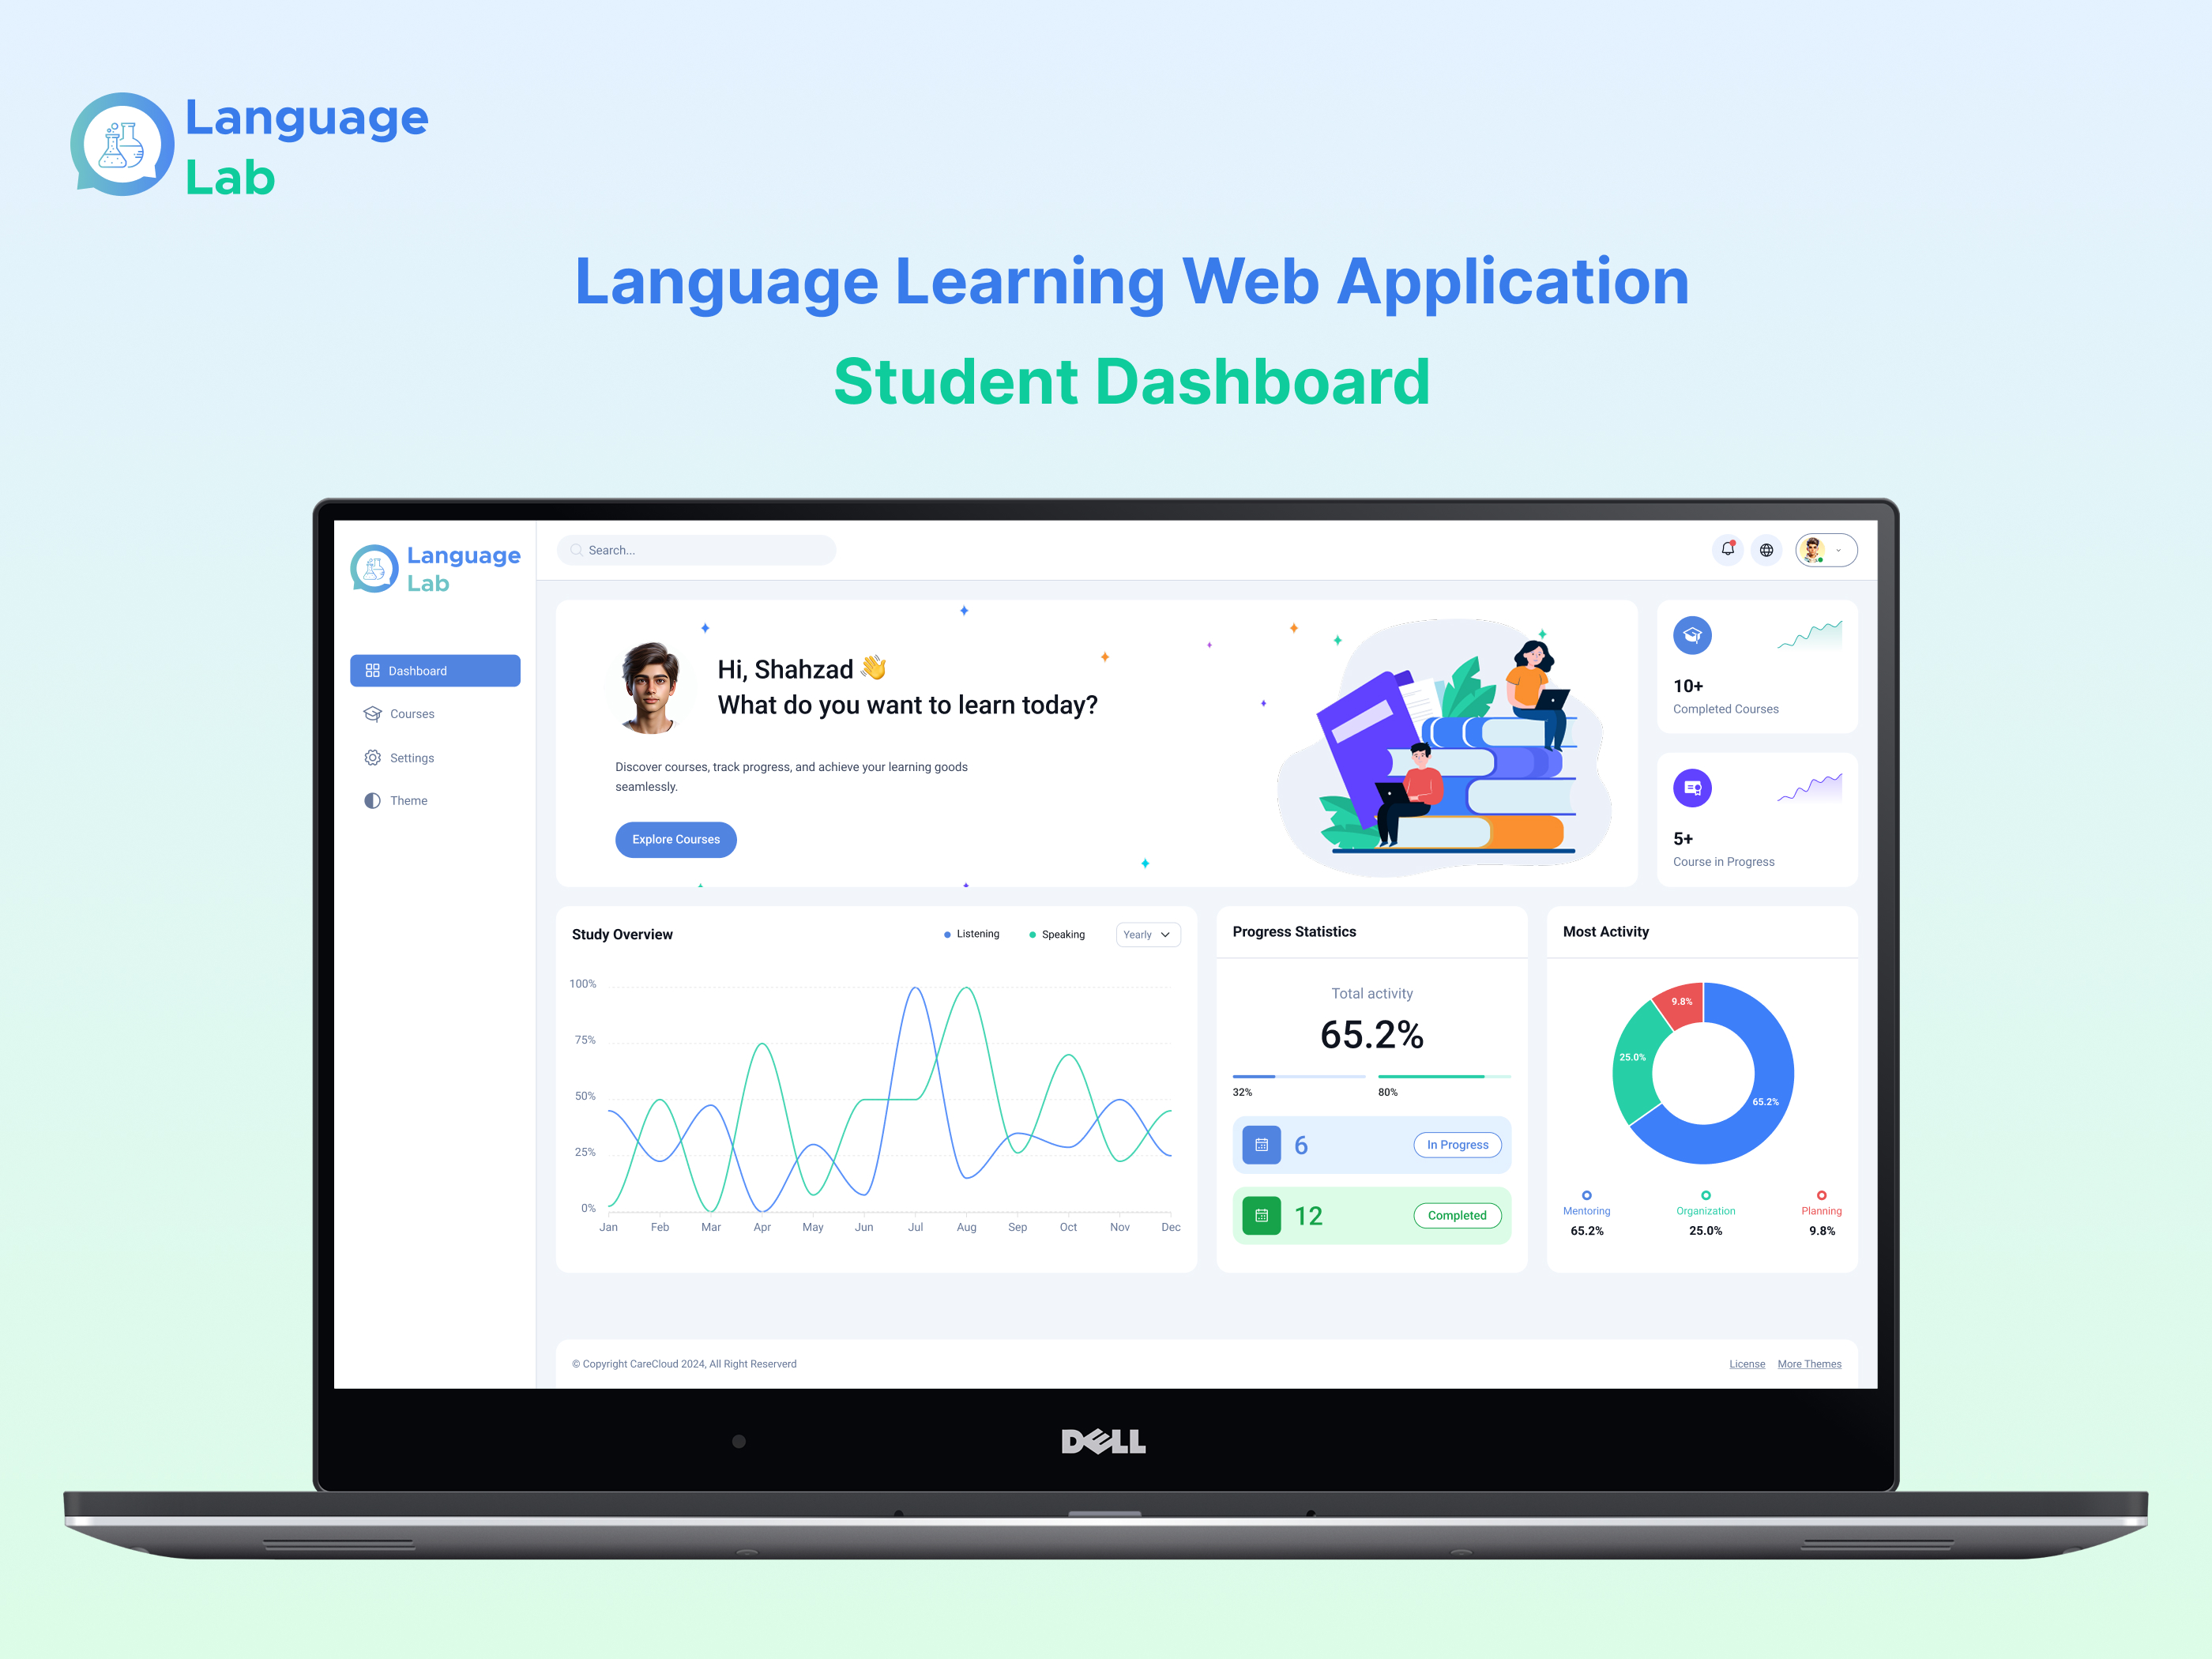 Language
Lab
Language Learning Web Application
Student Dashboard
Language
Lab
Search...
Dashboard
Courses
Settings
Theme
Hi, Shahzad 👋
What do you want to learn today?
Discover courses, track progress, and achieve your learning goods
seamlessly.
Explore Courses
10+
Completed Courses
5+
Course in Progress
Study Overview
Listening
Speaking
Yearly
100%
75%
50%
25%
0%
Jan Feb Mar Apr May Jun Jul Aug Sep Oct Nov Dec
Progress Statistics
Total activity
65.2%
32% 80%
6 In Progress
12 Completed
Most Activity
9.8%
25.0%
65.2%
Mentoring Organization Planning
65.2% 25.0% 9.8%
© Copyright CareCloud 2024, All Right Reserverd
License More Themes
DELL